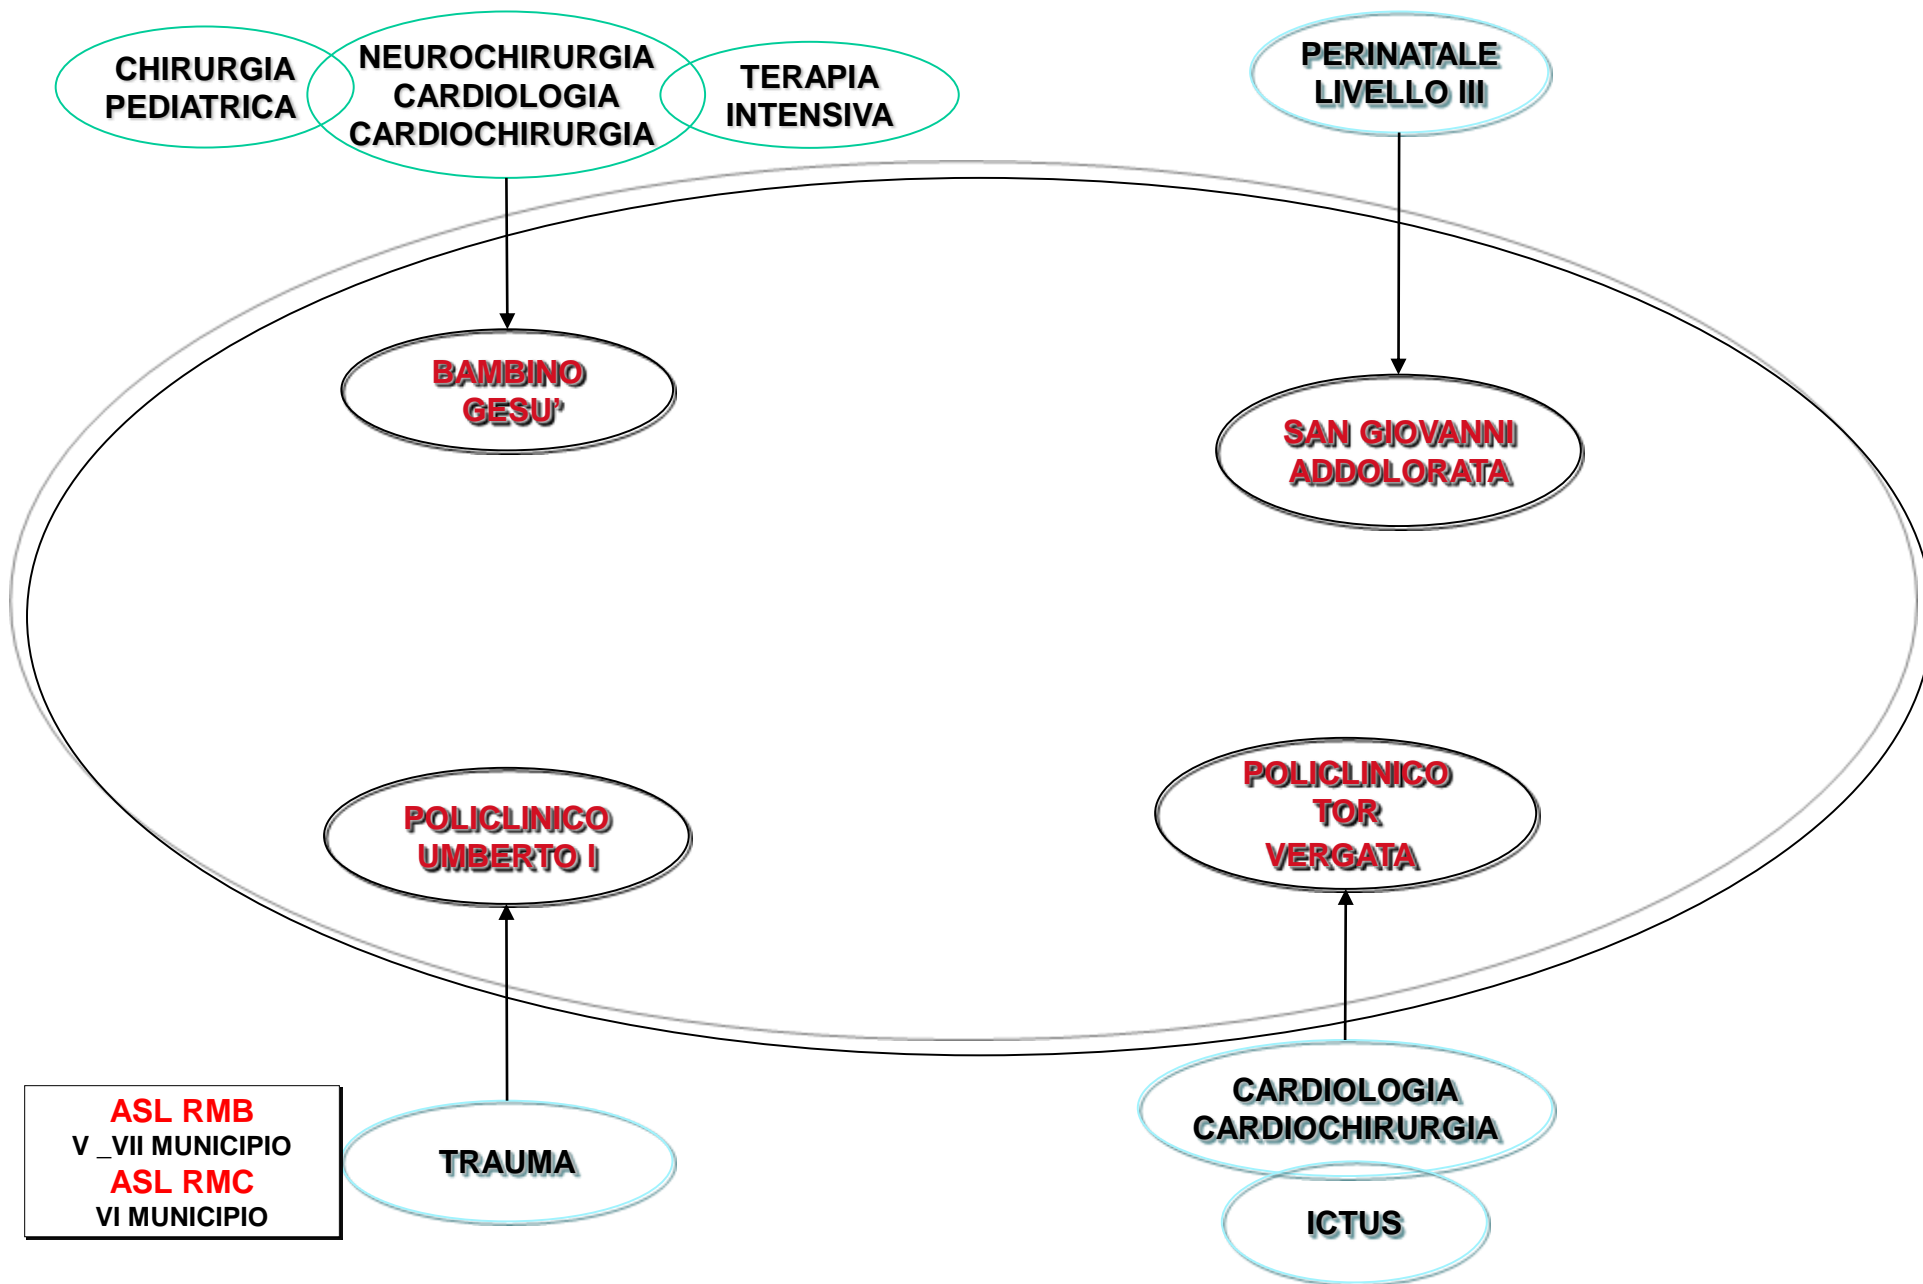 CHIRURGIA
PEDIATRICA
NEUROCHIRURGIA
CARDIOLOGIA
CARDIOCHIRURGIA
TERAPIA
INTENSIVA
PERINATALE
LIVELLO III
BAMBINO
GESU’
SAN GIOVANNI
ADDOLORATA
POLICLINICO
UMBERTO I
POLICLINICO
TOR
VERGATA
ASL RMB
V _VII MUNICIPIO
ASL RMC
VI MUNICIPIO
TRAUMA
CARDIOLOGIA
CARDIOCHIRURGIA
ICTUS